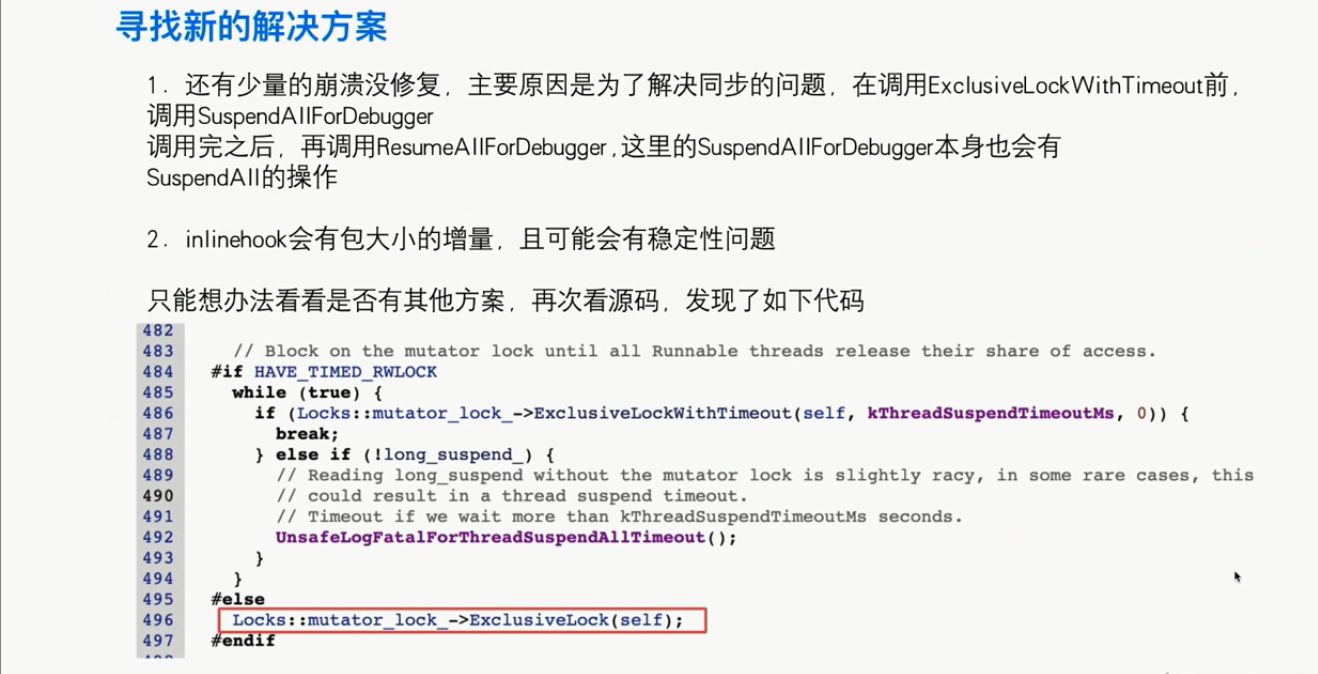 寻找新的解决方案
1. 还有少量的崩溃没修复，主要原因是为了解决同步的问题，在调用ExclusiveLockWithTimeout前，
调用SuspendAllForDebugger
调用完之后，再调用ResumeAllForDebugger,这里的SuspendAllForDebugger本身也会有
SuspendAll的操作
2. inlinehook会有包大小的增量，且可能会有稳定性问题
只能想办法看看是否有其他方案，再次看源码，发现了如下代码
482
483 // Block on the mutator lock until all Runnable threads release their share of access.
484 #if HAVE_TIMED_RWLOCK
485 while (true) {
486 if (Locks::mutator_lock_->ExclusiveLockWithTimeout(self, kThreadSuspendTimeoutMs, 0)) {
487 break;
488 } else if (!long_suspend_) {
489 // Reading long_suspend without the mutator lock is slightly racy, in some rare cases, this
490 // could result in a thread suspend timeout.
491 // Timeout if we wait more than kThreadSuspendTimeoutMs seconds.
492 UnsafeLogFatalForThreadSuspendAllTimeout();
493 }
494 }
495 #else
496 Locks::mutator_lock_->ExclusiveLock(self);
497 #endif